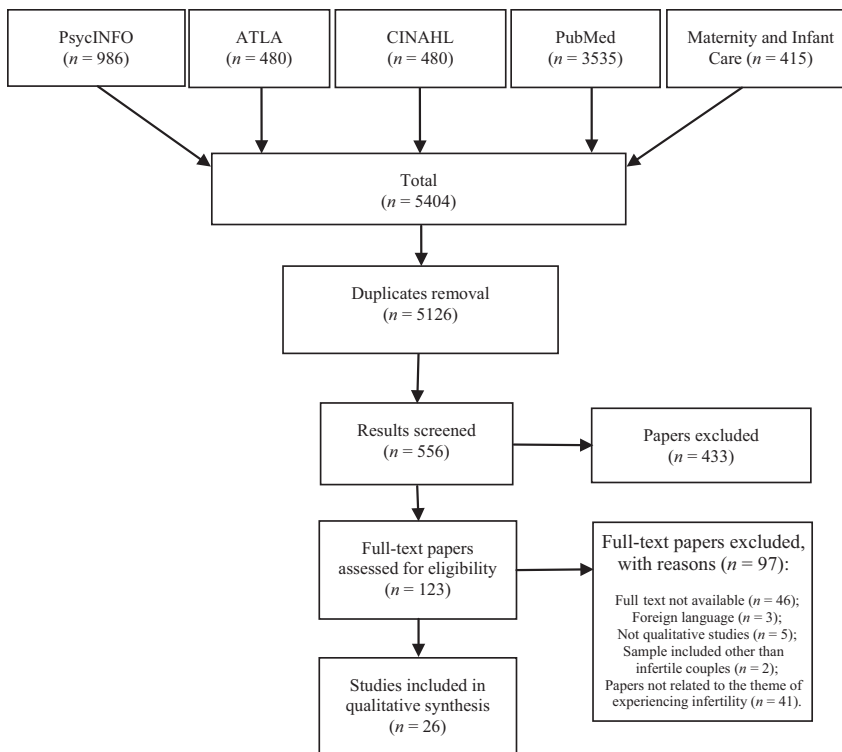 PsycINFO
(n = 986)
ATLA
(n = 480)
CINAHL
(n = 480)
PubMed
(n = 3535)
Maternity and Infant
Care (n = 415)
Total
(n = 5404)
Duplicates removal
(n = 5126)
Results screened
(n = 556)
Papers excluded
(n = 433)
Full-text papers
assessed for eligibility
(n = 123)
Full-text papers excluded,
with reasons (n = 97):
Full text not available (n = 46);
Foreign language (n = 3);
Not qualitative studies (n = 5);
Sample included other than
infertile couples (n = 2);
Papers not related to the theme of
experiencing infertility (n = 41).
Studies included in
qualitative synthesis
(n = 26)